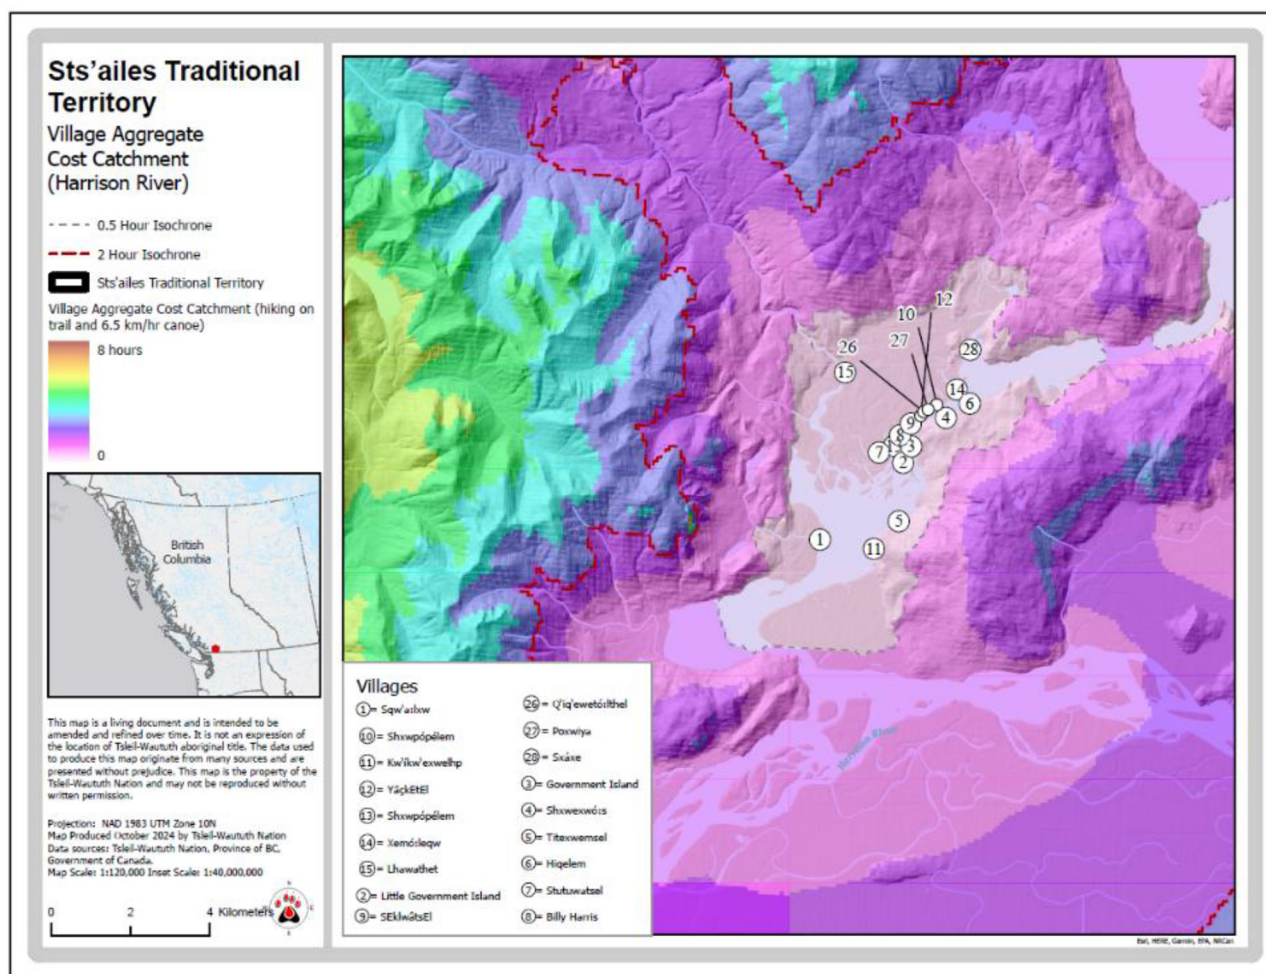 Sts'ailes Traditional
Territory
Village Aggregate
Cost Catchment
(Harrison River)
0.5 Hour Isochrone
2 Hour Isochrone
Sts'ailes Traditional Territory
Village Aggregate Cost Catchment (hiking on
trail and 6.5 km/hr canoe)
8 hours
0
British
Columbia
This map is a living document and is intended to be
amended and refined over time. It is not an expression of
the location of Tsleil-Waututh aboriginal title. The data used
to produce this map originate from many sources and are
presented without prejudice. This map is the property of the
Tsleil-Waututh Nation and may not be reproduced without
written permission.
Projection: NAD 1983 UTM Zone 10N
Map Produced October 2024 by Tsleil-Waututh Nation
Data sources: Tsleil-Waututh Nation, Province of BC,
Government of Canada.
Map Scale: 1:120,000 Inset Scale: 1:40,000,000
0 2 4 Kilometers
12
10
27
26
28
15
14
6
4
9
8
3
7
2
5
1
11
Harrison River
Villages
1 = Sqw'a:lxw
10 = Shxwpópélem
11 = Kw'ikw'exwelhp
12 = YäçkEtEl
13 = Shxwpópélem
14 = Xemó:leqw
15 = Lhawathet
2 = Little Government Island
9 = SEklwâtsEl
26 = Q'iq'ewetó:lthel
27 = Poxwiya
28 = Sxáxe
3 = Government Island
4 = Shxwexwó:s
5 = Titexwemsel
6 = Hiqelem
7 = Stutuwatsel
8 = Billy Harris
Esri, HERE, Garmin, EPA, NRCan